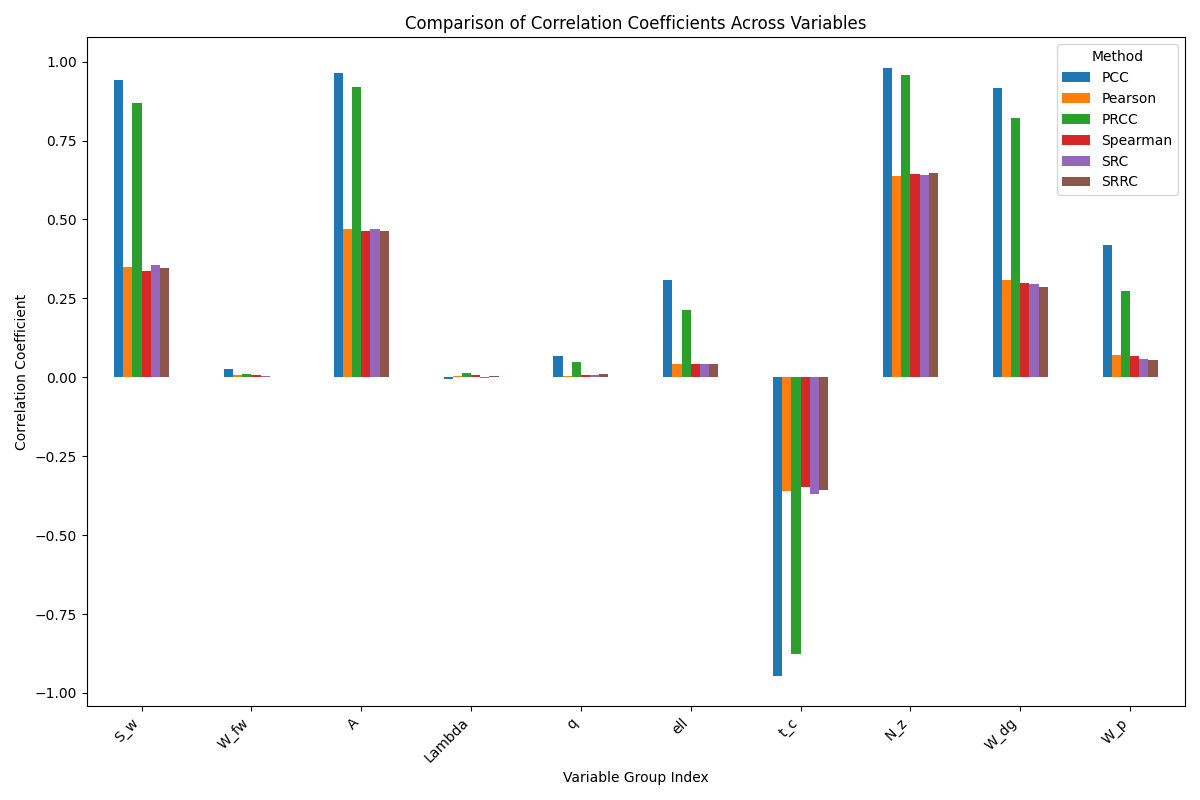 Comparison of Correlation Coefficients Across Variables
Correlation Coefficient
1.00
0.75
0.50
0.25
0.00
−0.25
−0.50
−0.75
−1.00
Method
PCC
Pearson
PRCC
Spearman
SRC
SRRC
S_w
W_fw
A
Lambda
q
ell
t_c
N_z
W_dg
W_p
Variable Group Index